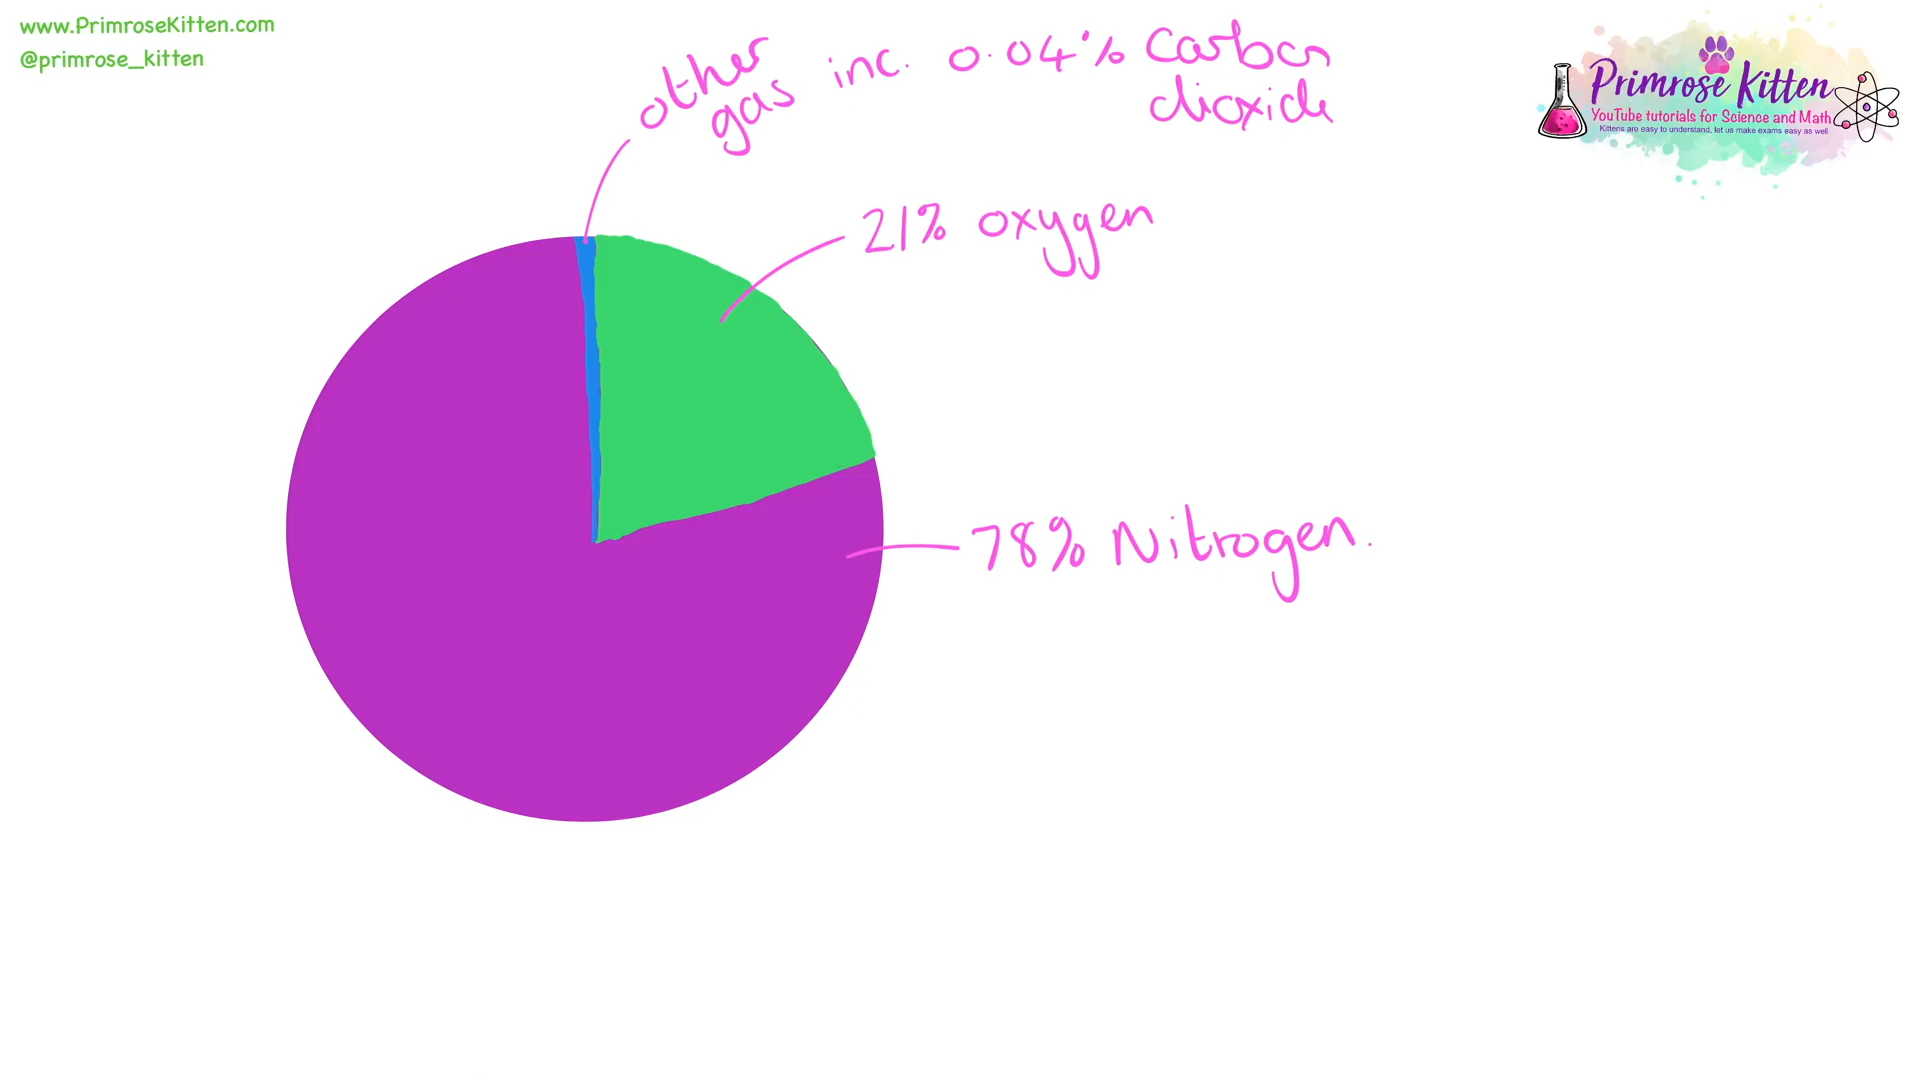 www.PrimroseKitten.com
@primrose_kitten
other gas inc. 0.04% Carbon
dioxide
Primrose Kitten
YouTube tutorials for Science and Math
Kittens are easy to understand, let us make exams easy as well
21% oxygen
78% Nitrogen.